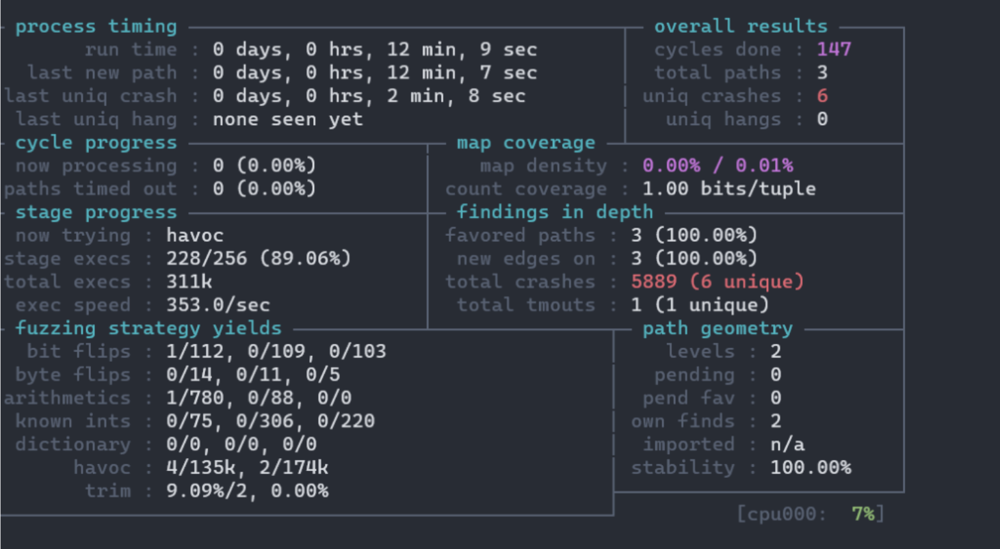 process timing overall results
run time : 0 days, 0 hrs, 12 min, 9 sec cycles done : 147
last new path : 0 days, 0 hrs, 12 min, 7 sec total paths : 3
last uniq crash : 0 days, 0 hrs, 2 min, 8 sec uniq crashes : 6
last uniq hang : none seen yet uniq hangs : 0
cycle progress map coverage
now processing : 0 (0.00%) map density : 0.00% / 0.01%
paths timed out : 0 (0.00%) count coverage : 1.00 bits/tuple
stage progress findings in depth
now trying : havoc favored paths : 3 (100.00%)
stage execs : 228/256 (89.06%) new edges on : 3 (100.00%)
total execs : 311k total crashes : 5889 (6 unique)
exec speed : 353.0/sec total tmouts : 1 (1 unique)
fuzzing strategy yields path geometry
bit flips : 1/112, 0/109, 0/103 levels : 2
byte flips : 0/14, 0/11, 0/5 pending : 0
arithmetics : 1/780, 0/88, 0/0 pend fav : 0
known ints : 0/75, 0/306, 0/220 own finds : 2
dictionary : 0/0, 0/0, 0/0 imported : n/a
havoc : 4/135k, 2/174k stability : 100.00%
trim : 9.09%/2, 0.00%
[cpu000: 7%]